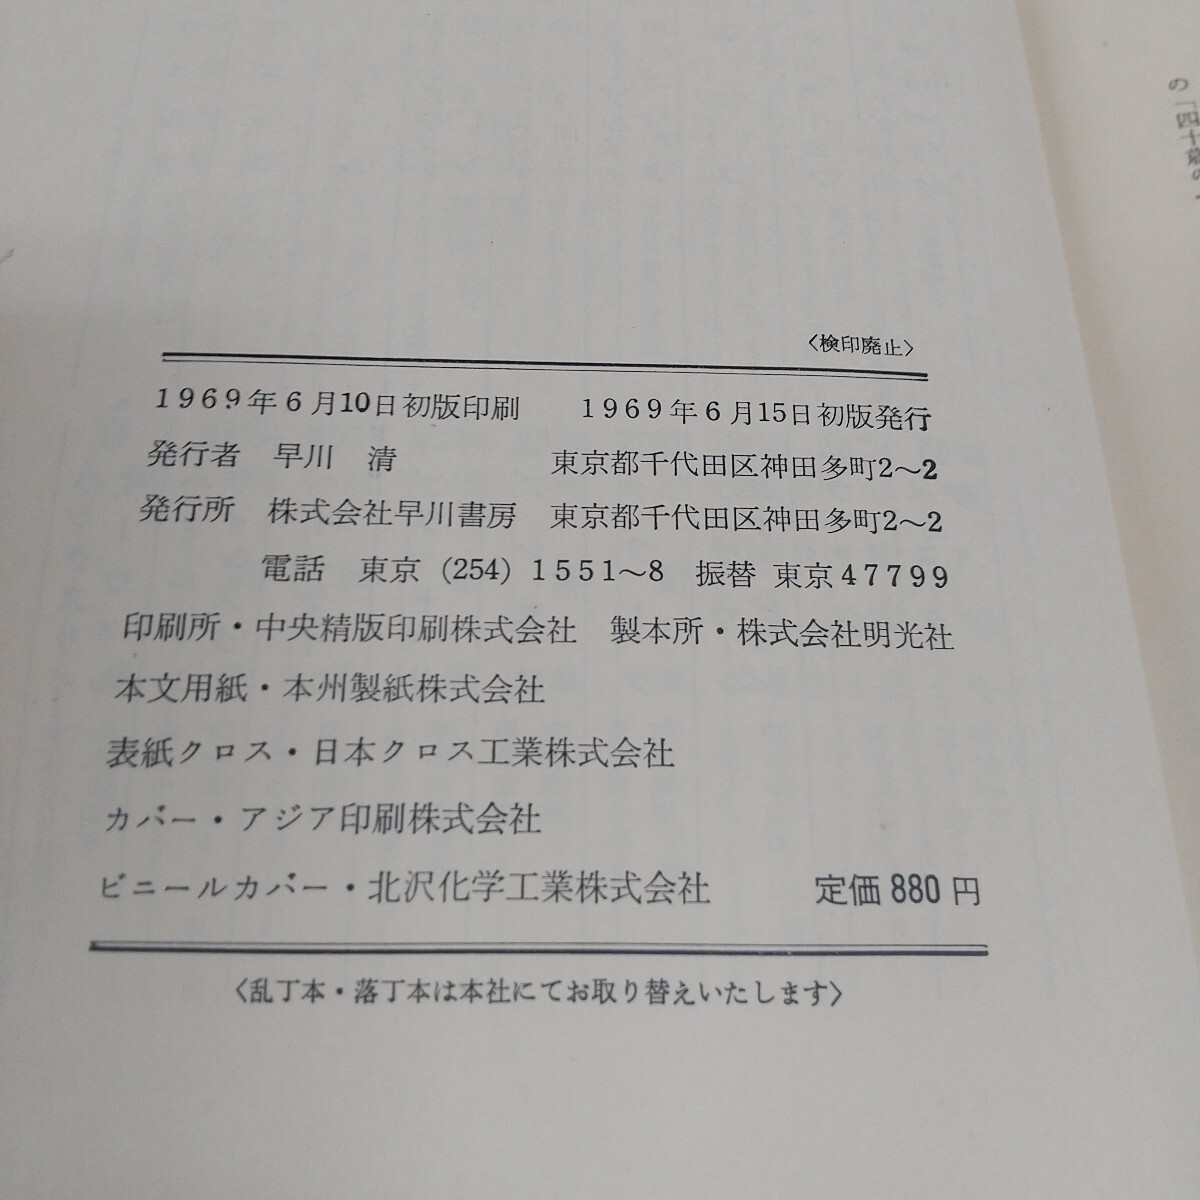 〈検印廃止〉
1969年6月10日初版印刷　1969年6月15日初版発行
発行者　早川　清　東京都千代田区神田多町2〜2
発行所　株式会社早川書房　東京都千代田区神田多町2〜2
電話　東京（254）1551〜8　振替　東京47799
印刷所・中央精版印刷株式会社　製本所・株式会社明光社
本文用紙・本州製紙株式会社
表紙クロス・日本クロス工業株式会社
カバー・アジア印刷株式会社
ビニールカバー・北沢化学工業株式会社　定価880円
〈乱丁本・落丁本は本社にてお取り替えいたします〉
の「四十歳の